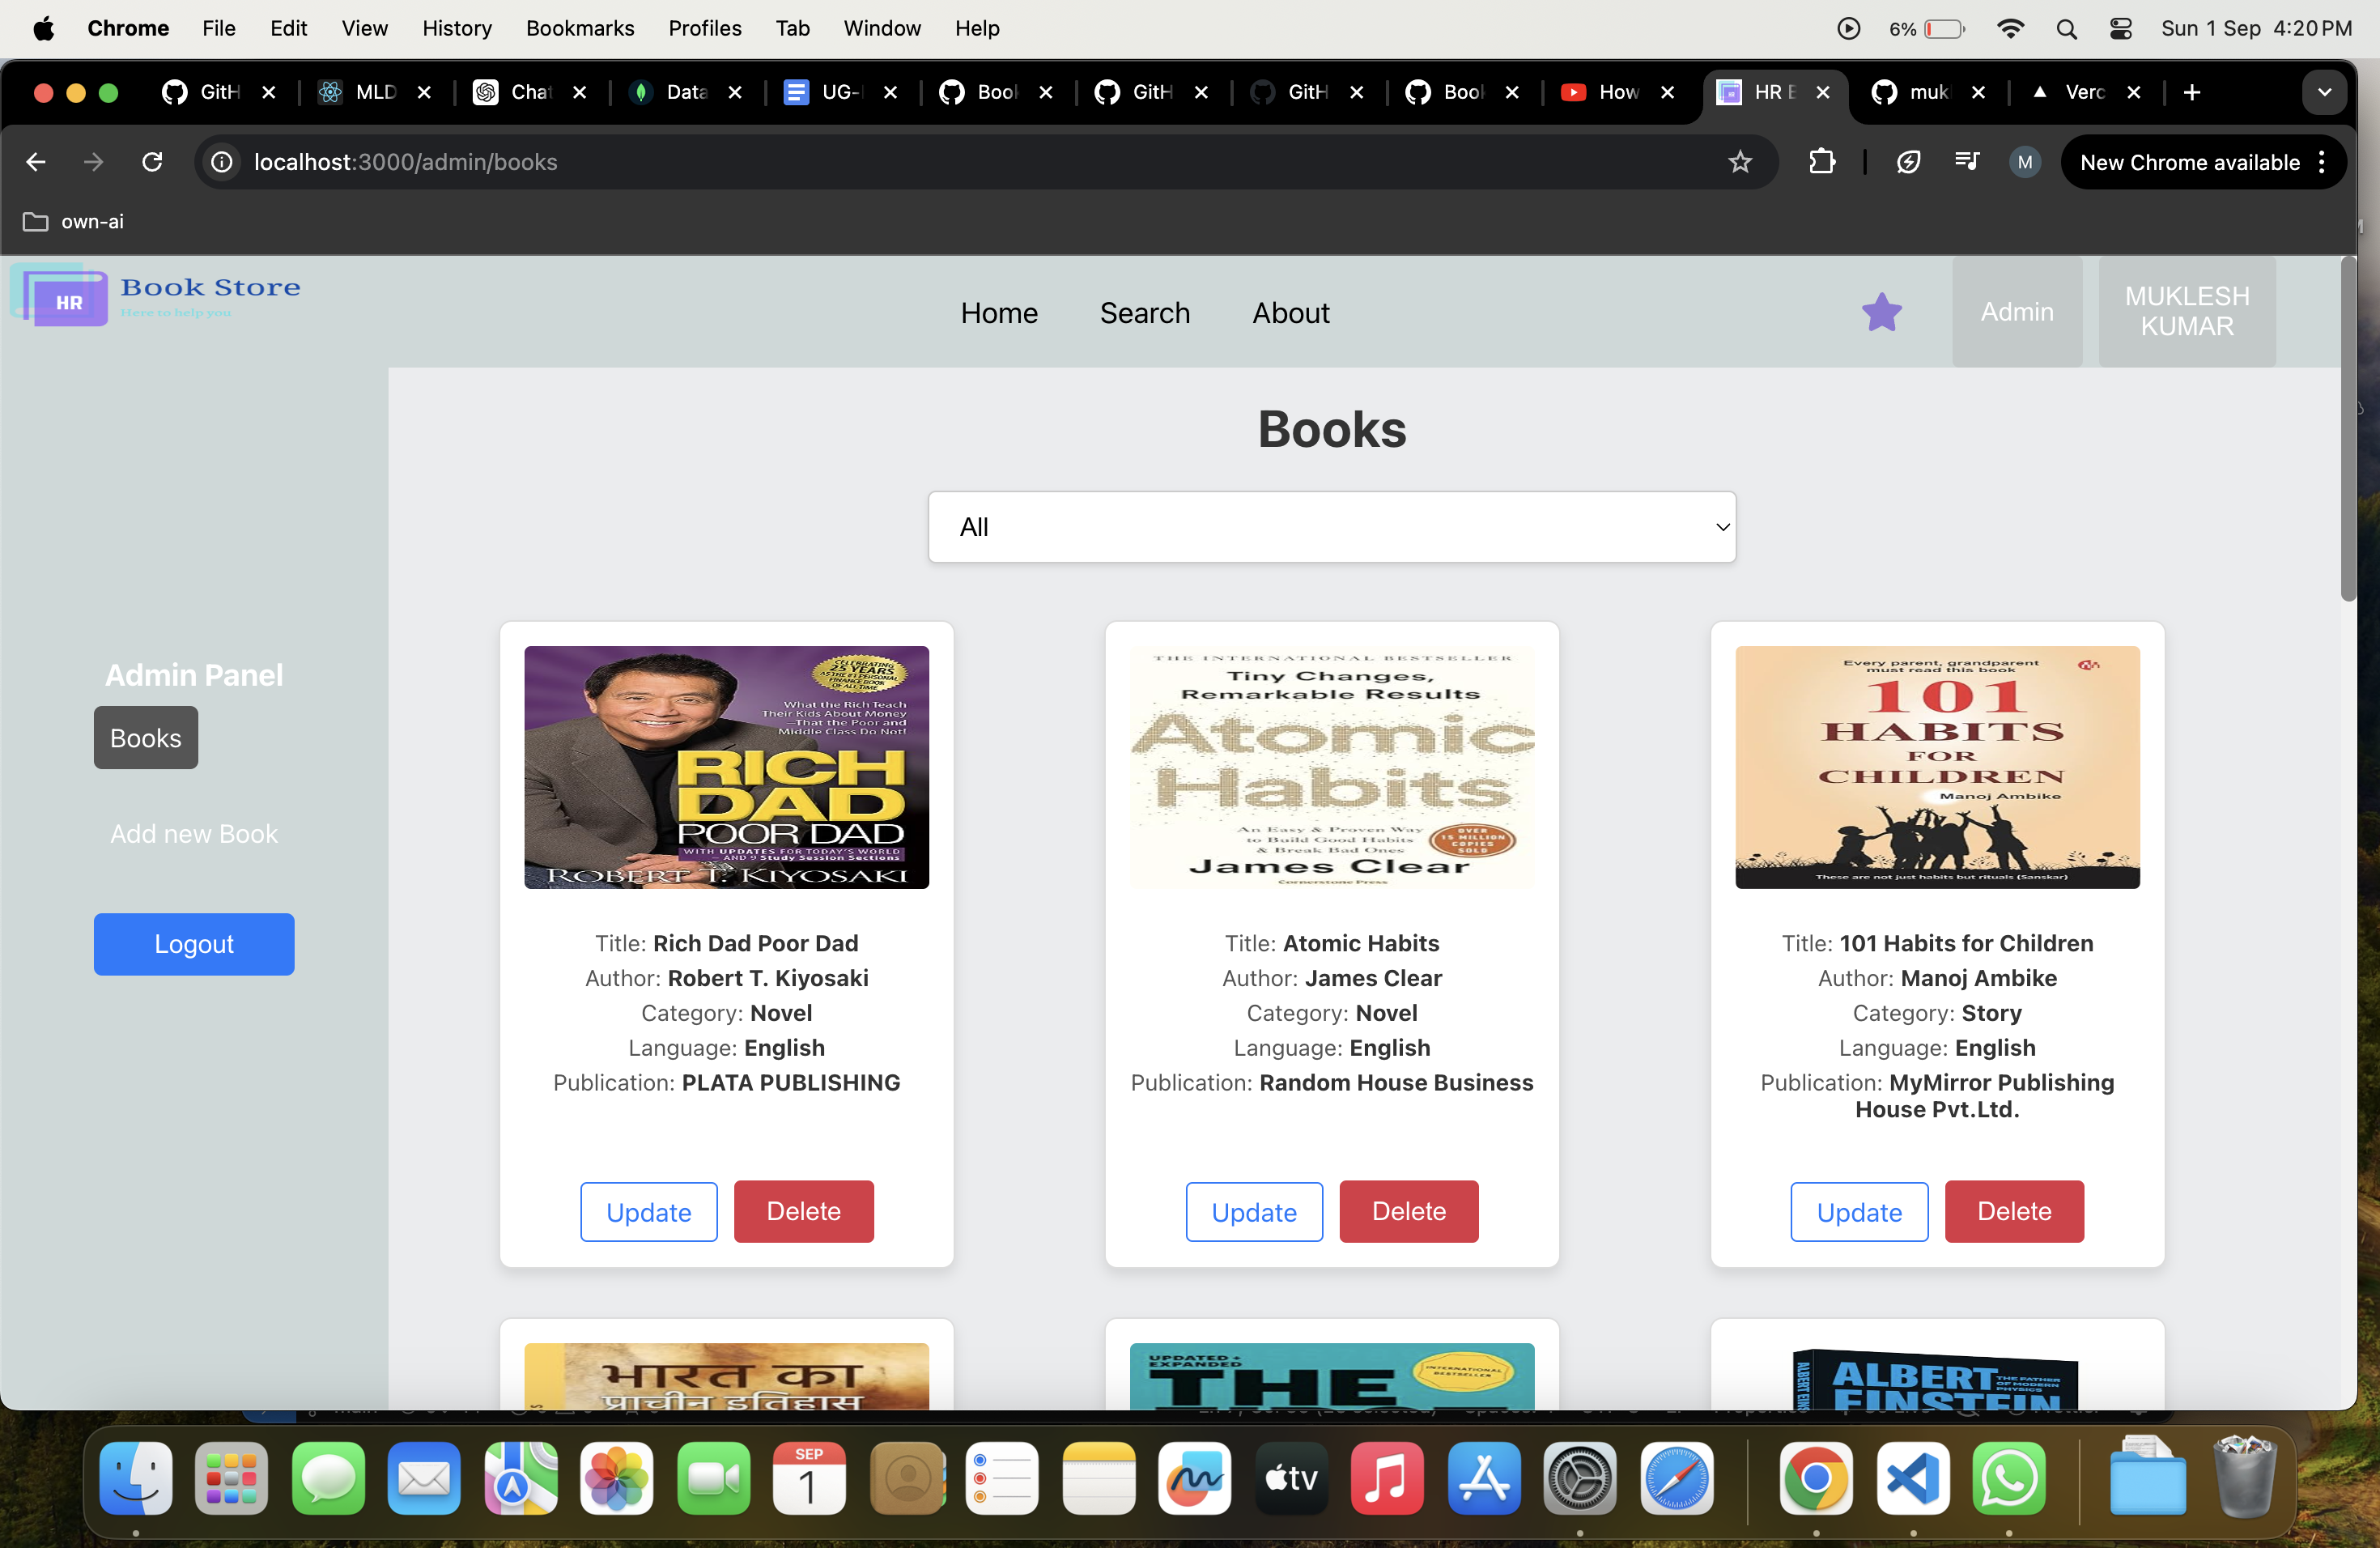 Chrome File Edit View History Bookmarks Profiles Tab Window Help
6% Sun 1 Sep 4:20 PM
GitH MLD Chat Data UG- Boo GitH GitH Boo How HR muk Verc
localhost:3000/admin/books
New Chrome available
M
own-ai
HR
Book Store
Here to help you
Home Search About
Admin
MUKLESH
KUMAR
Admin Panel
Books
Add new Book
Logout
Books
All
CELEBRATING
25 YEARS
AS THE #1 PERSONAL
FINANCE BOOK
OF ALL TIME
What the Rich Teach
Their Kids About Money
—That the Poor and
Middle Class Do Not!
RICH
DAD
POOR DAD
WITH UPDATES FOR TODAY'S WORLD
— AND 9 Study Session Sections
ROBERT T. KIYOSAKI
Title: Rich Dad Poor Dad
Author: Robert T. Kiyosaki
Category: Novel
Language: English
Publication: PLATA PUBLISHING
Update Delete
THE INTERNATIONAL BESTSELLER
Tiny Changes,
Remarkable Results
Atomic
Habits
An Easy & Proven Way
to Build Good Habits
& Break Bad Ones
OVER
15 MILLION
COPIES
SOLD
James Clear
Cornerstone Press
Title: Atomic Habits
Author: James Clear
Category: Novel
Language: English
Publication: Random House Business
Update Delete
Every parent, grandparent
must read this book
101
HABITS
FOR
CHILDREN
Manoj Ambike
These are not just habits but rituals (Sanskar)
Title: 101 Habits for Children
Author: Manoj Ambike
Category: Story
Language: English
Publication: MyMirror Publishing
House Pvt.Ltd.
Update Delete
भारत का
प्राचीन इतिहास
UPDATED +
EXPANDED
INTERNATIONAL
BESTSELLER
THE
ALBERT
EINSTEIN
THE FATHER
OF MODERN
PHYSICS
SEP
1
tv